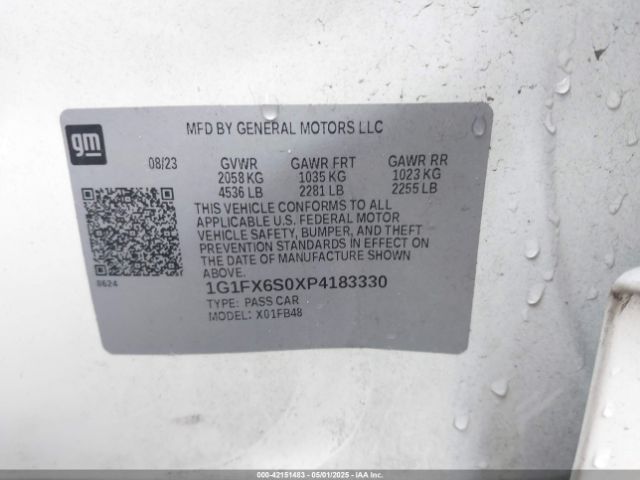 gm
MFD BY GENERAL MOTORS LLC
08/23 GVWR GAWR FRT GAWR RR
2058 KG 1035 KG 1023 KG
4536 LB 2281 LB 2255 LB
THIS VEHICLE CONFORMS TO ALL
APPLICABLE U.S. FEDERAL MOTOR
VEHICLE SAFETY, BUMPER, AND THEFT
PREVENTION STANDARDS IN EFFECT ON
THE DATE OF MANUFACTURE SHOWN
ABOVE.
8624
1G1FX6S0XP4183330
TYPE: PASS CAR
MODEL: X01FB48
000-42151483 - 05/01/2025 - IAAI.CA